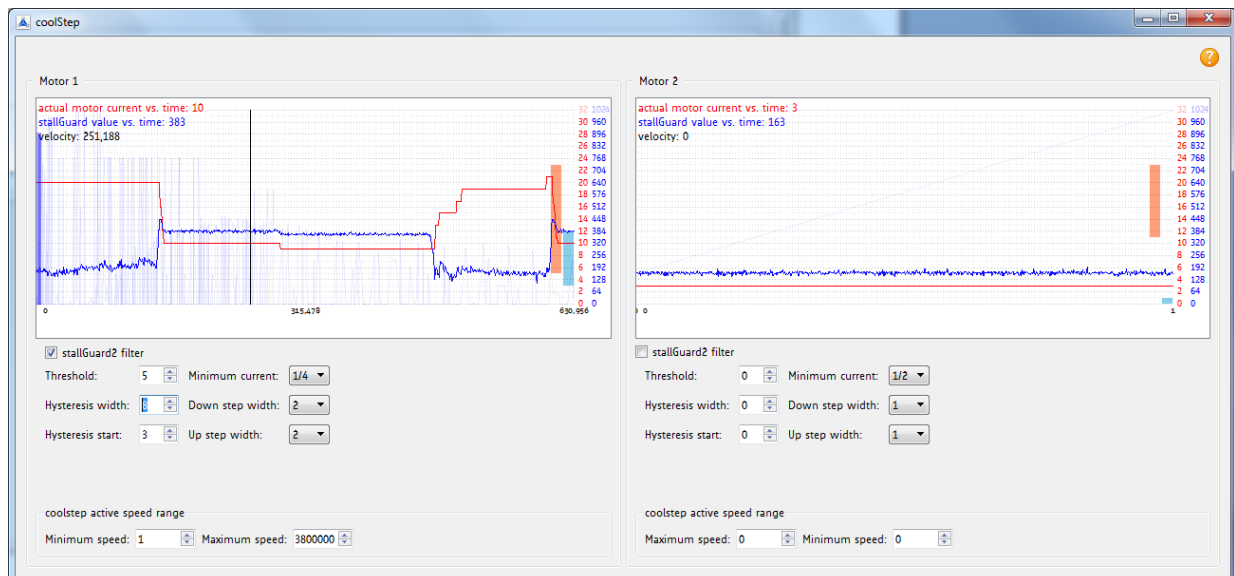 coolStep
Motor 1
actual motor current vs. time: 10
stallGuard value vs. time: 383
velocity: 251,188
32 1024
30 960
28 896
26 832
24 768
22 704
20 640
18 576
16 512
14 448
12 384
10 320
8 256
6 192
4 128
2 64
0 0
0 315,478 630,956
stallGuard2 filter
Threshold: 5 Minimum current: 1/4
Hysteresis width: 8 Down step width: 2
Hysteresis start: 3 Up step width: 2
coolstep active speed range
Minimum speed: 1 Maximum speed: 3800000
Motor 2
actual motor current vs. time: 3
stallGuard value vs. time: 163
velocity: 0
32 1024
30 960
28 896
26 832
24 768
22 704
20 640
18 576
16 512
14 448
12 384
10 320
8 256
6 192
4 128
2 64
0 0
0 0 1
stallGuard2 filter
Threshold: 0 Minimum current: 1/2
Hysteresis width: 0 Down step width: 1
Hysteresis start: 0 Up step width: 1
coolstep active speed range
Maximum speed: 0 Minimum speed: 0